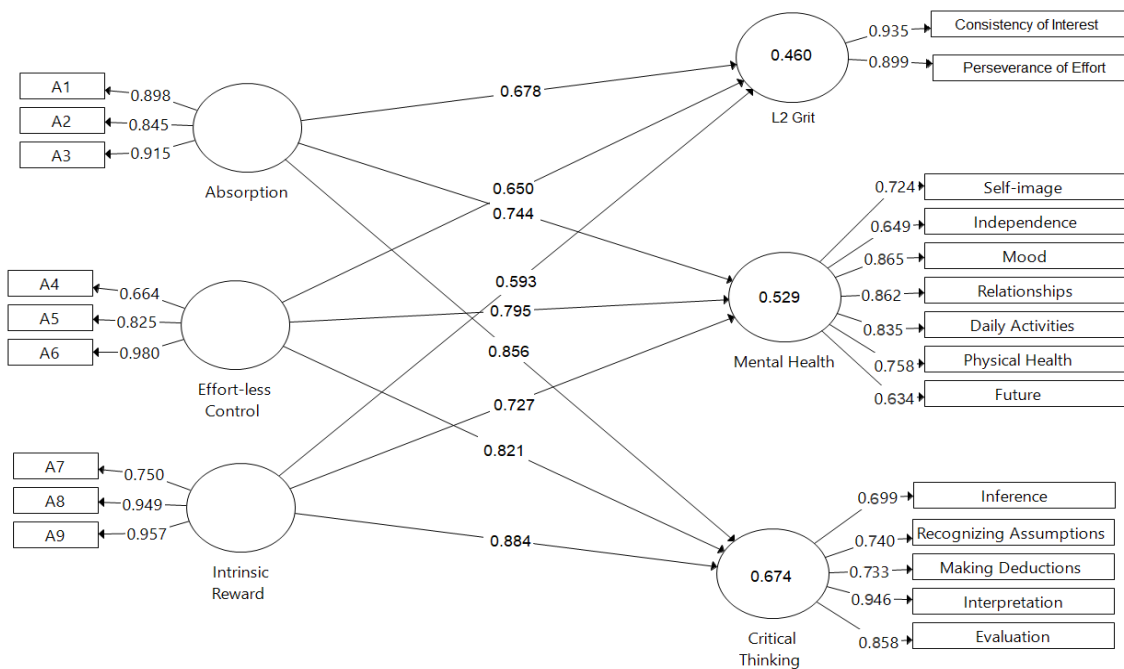 A1
0.898
A2
0.845
A3
0.915
Absorption
A4
0.664
A5
0.825
A6
0.980
Effort-less
Control
A7
0.750
A8
0.949
A9
0.957
Intrinsic
Reward
0.678
0.650
0.744
0.593
0.795
0.856
0.727
0.821
0.884
0.460
L2 Grit
0.935
Consistency of Interest
0.899
Perseverance of Effort
0.529
Mental Health
0.724
Self-image
0.649
Independence
0.865
Mood
0.862
Relationships
0.835
Daily Activities
0.758
Physical Health
0.634
Future
0.674
Critical
Thinking
0.699
Inference
0.740
Recognizing Assumptions
0.733
Making Deductions
0.946
Interpretation
0.858
Evaluation